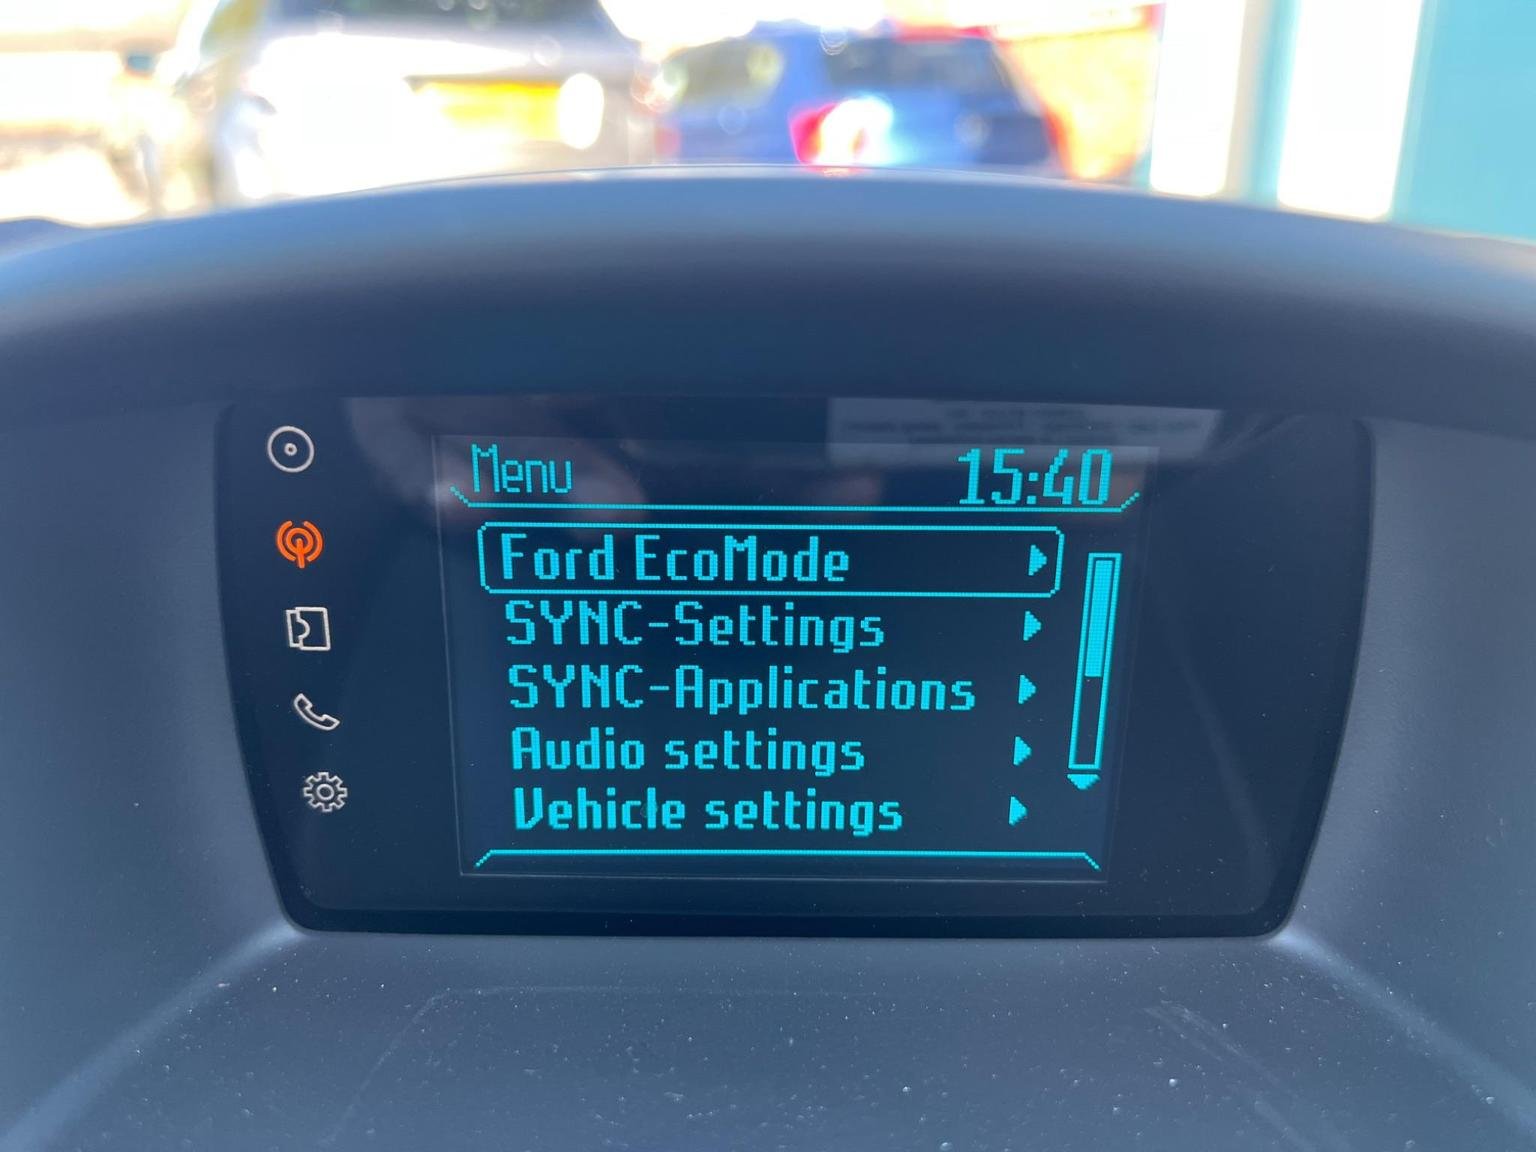 Menu 15:40
Ford EcoMode
SYNC-Settings
SYNC-Applications
Audio settings
Vehicle settings